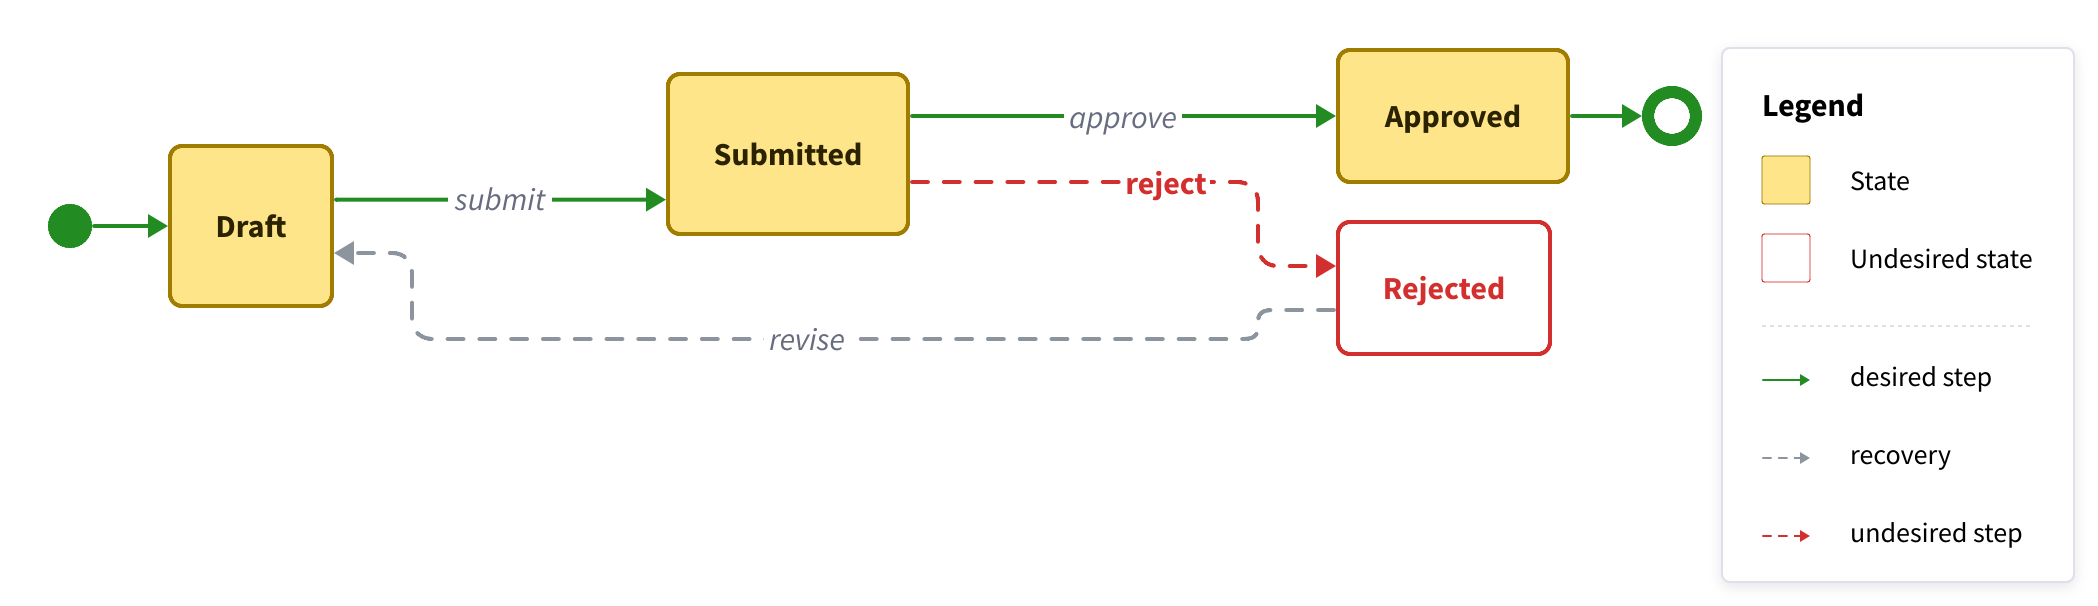 Draft
submit
Submitted
approve
reject
Approved
Rejected
revise
Legend
State
Undesired state
desired step
recovery
undesired step